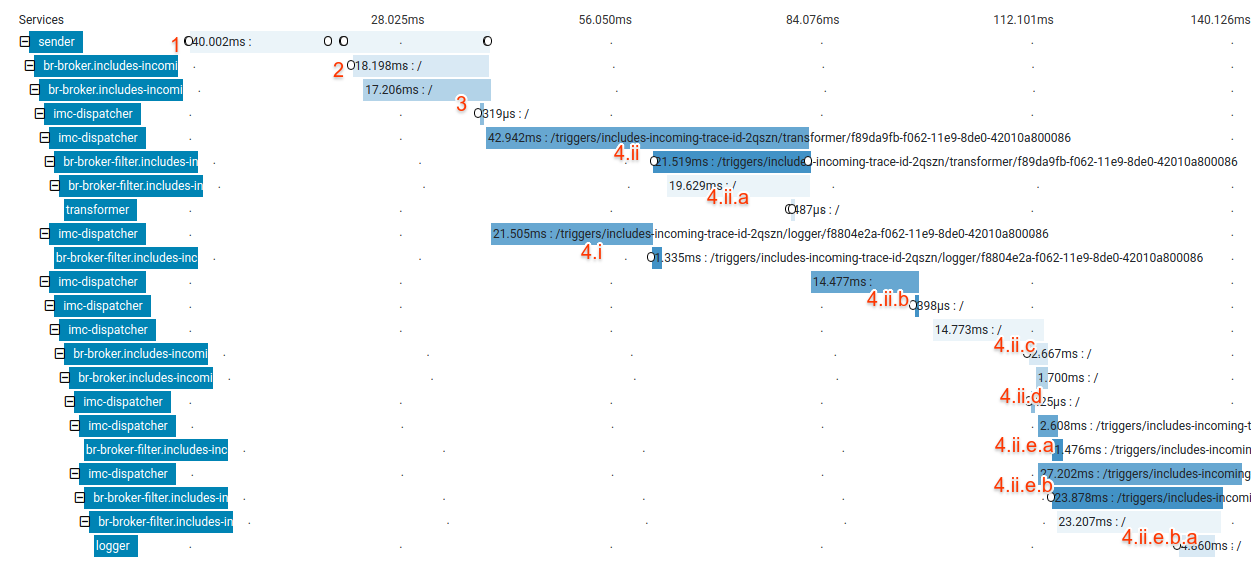 Services 28.025ms 56.050ms 84.076ms 112.101ms 140.126ms
sender 1 40.002ms : 
br-broker.includes-incomi 2 18.198ms : /
br-broker.includes-incomi 17.206ms : /
imc-dispatcher 3 319µs : /
imc-dispatcher 42.942ms : /triggers/includes-incoming-trace-id-2qszn/transformer/f89da9fb-f062-11e9-8de0-42010a800086
br-broker-filter.includes-in 4.ii 21.519ms : /triggers/includes-incoming-trace-id-2qszn/transformer/f89da9fb-f062-11e9-8de0-42010a800086
br-broker-filter.includes-in 19.629ms : /
transformer 4.ii.a 487µs : /
imc-dispatcher 21.505ms : /triggers/includes-incoming-trace-id-2qszn/logger/f8804e2a-f062-11e9-8de0-42010a800086
br-broker-filter.includes-inc 4.i 1.335ms : /triggers/includes-incoming-trace-id-2qszn/logger/f8804e2a-f062-11e9-8de0-42010a800086
imc-dispatcher 14.477ms :
imc-dispatcher 4.ii.b 398µs : /
imc-dispatcher 14.773ms : /
br-broker.includes-incomi 4.ii.c 2.667ms : /
br-broker.includes-incomi 1.700ms : /
imc-dispatcher 4.ii.d 25µs : /
imc-dispatcher 2.608ms : /triggers/includes-incoming-t
br-broker-filter.includes-inc 4.ii.e.a 1.476ms : /triggers/includes-incomin
imc-dispatcher 27.202ms : /triggers/includes-incoming
br-broker-filter.includes-in 4.ii.e.b 23.878ms : /triggers/includes-incomi
br-broker-filter.includes-in 23.207ms : /
logger 4.ii.e.b.a 4.860ms : /